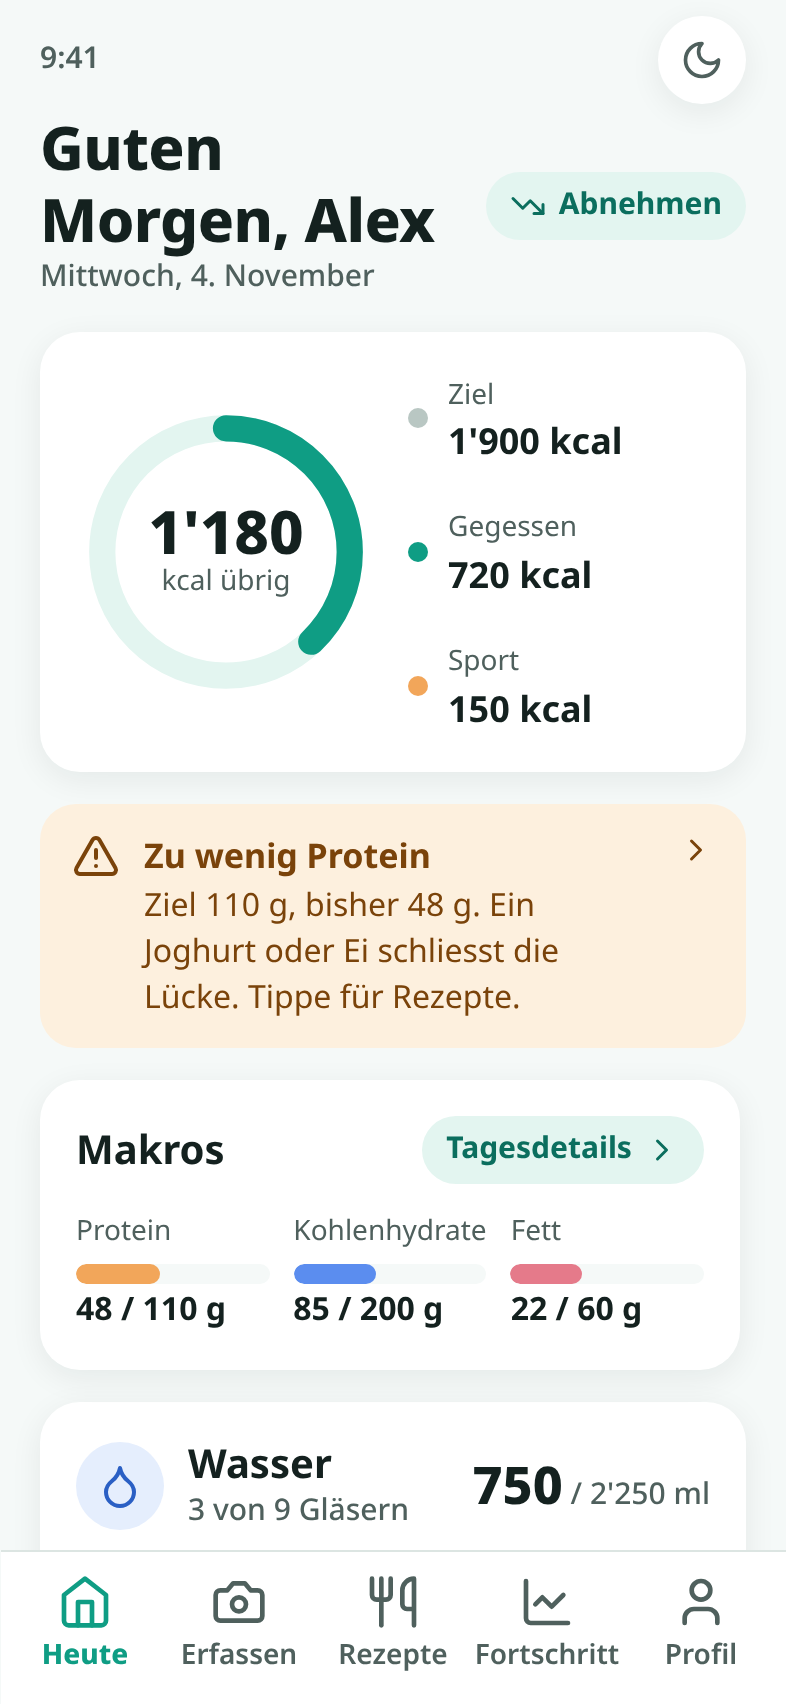 9:41
Guten
Morgen, Alex
Abnehmen
Mittwoch, 4. November
1'180
kcal übrig
Ziel
1'900 kcal
Gegessen
720 kcal
Sport
150 kcal
Zu wenig Protein
Ziel 110 g, bisher 48 g. Ein
Joghurt oder Ei schliesst die
Lücke. Tippe für Rezepte.
Makros
Tagesdetails
Protein
48 / 110 g
Kohlenhydrate
85 / 200 g
Fett
22 / 60 g
Wasser
3 von 9 Gläsern
750 / 2'250 ml
Heute
Erfassen
Rezepte
Fortschritt
Profil